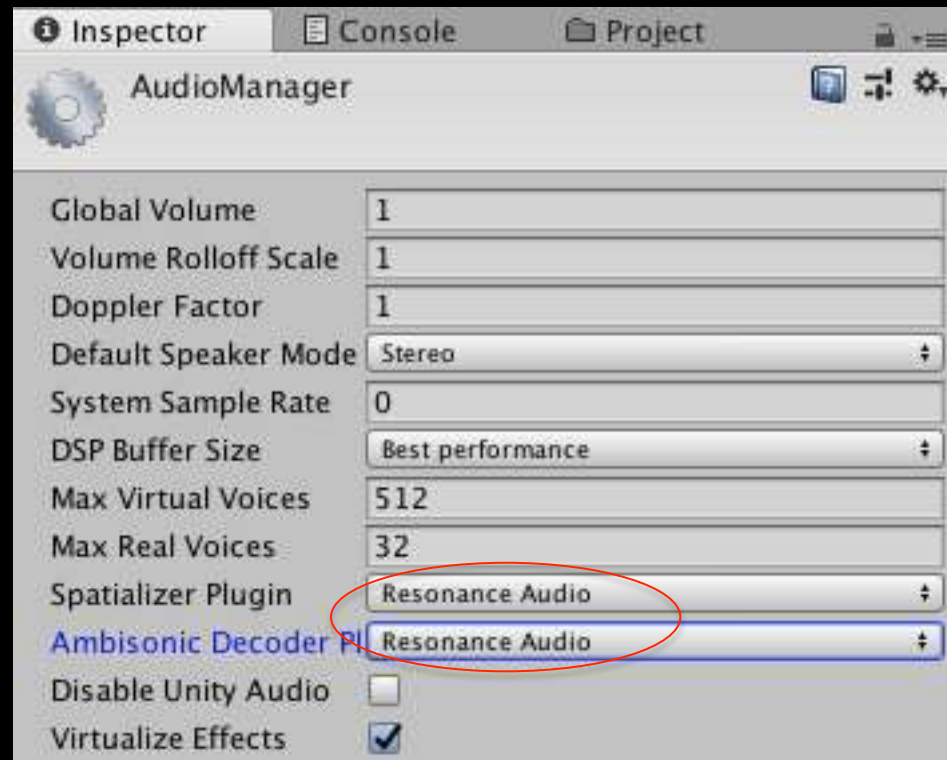 Inspector Console Project
AudioManager
Global Volume 1
Volume Rolloff Scale 1
Doppler Factor 1
Default Speaker Mode Stereo
System Sample Rate 0
DSP Buffer Size Best performance
Max Virtual Voices 512
Max Real Voices 32
Spatializer Plugin Resonance Audio
Ambisonic Decoder Pl Resonance Audio
Disable Unity Audio
Virtualize Effects